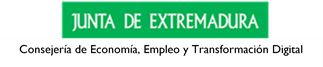 JUNTA DE EXTREMADURA
Consejería de Economía, Empleo y Transformación Digital